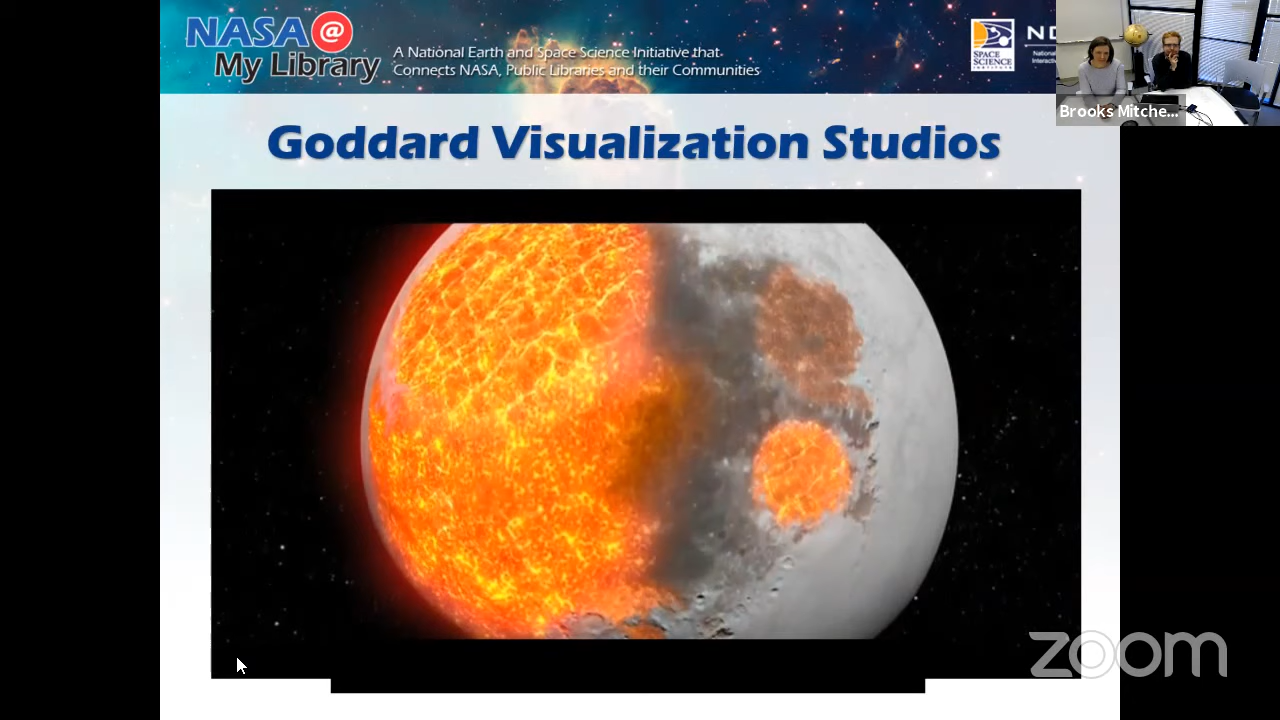 NASA@
My Library
A National Earth and Space Science Initiative that
Connects NASA, Public Libraries and their Communities
SPACE
SCIENCE
INSTITUTE
Brooks Mitche...
Goddard Visualization Studios
zoom